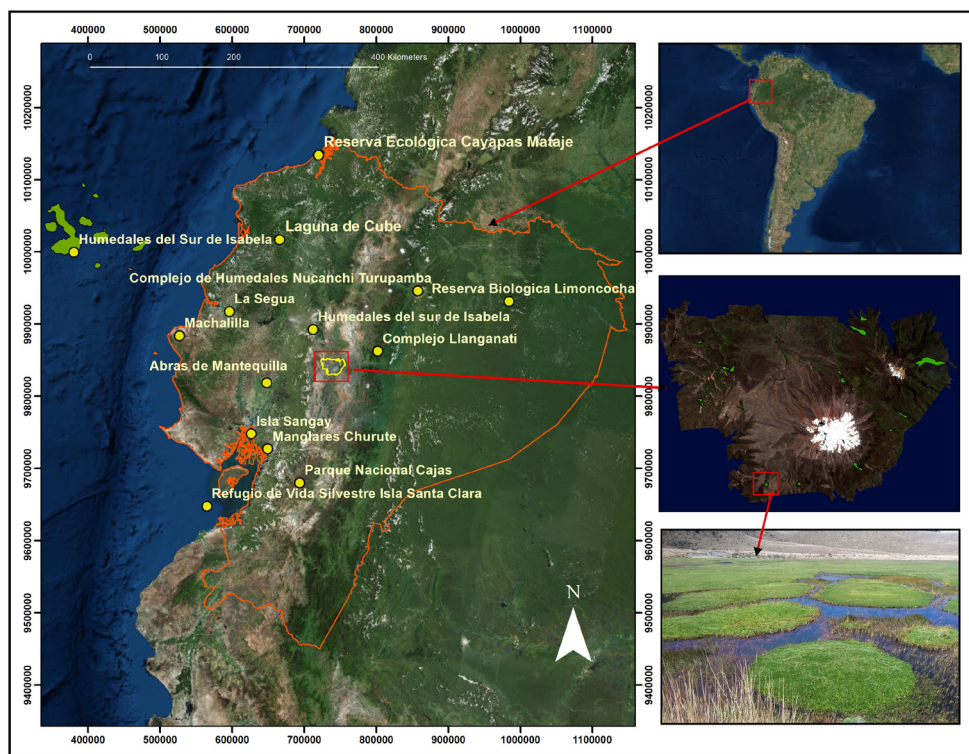 400000 500000 600000 700000 800000 900000 1000000 1100000
0 200 400 Kilometers
10200000
10100000
10000000
9900000
9800000
9700000
9600000
9500000
9400000
Reserva Ecológica Cayapas Mataje
Laguna de Cube
Humedales del Sur de Isabela
Complejo de Humedales Nucanchi Turupamba
Reserva Biologica Limoncocha
La Segua
Humedales del sur de Isabela
Machalilla
Complejo Llanganati
Abras de Mantequilla
Isla Sangay
Manglares Churute
Parque Nacional Cajas
Refugio de Vida Silvestre Isla Santa Clara
N
10200000
10100000
10000000
9900000
9800000
9700000
9600000
9500000
9400000
400000 500000 600000 700000 800000 900000 1000000 1100000